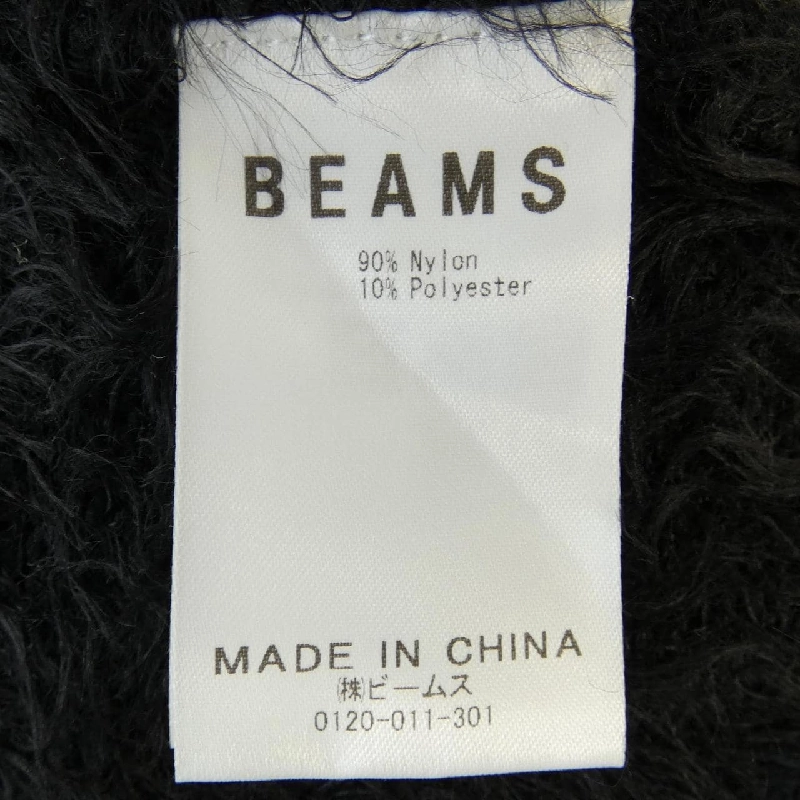 BEAMS
90% Nylon
10% Polyester
MADE IN CHINA
㈱ビームス
0120-011-301